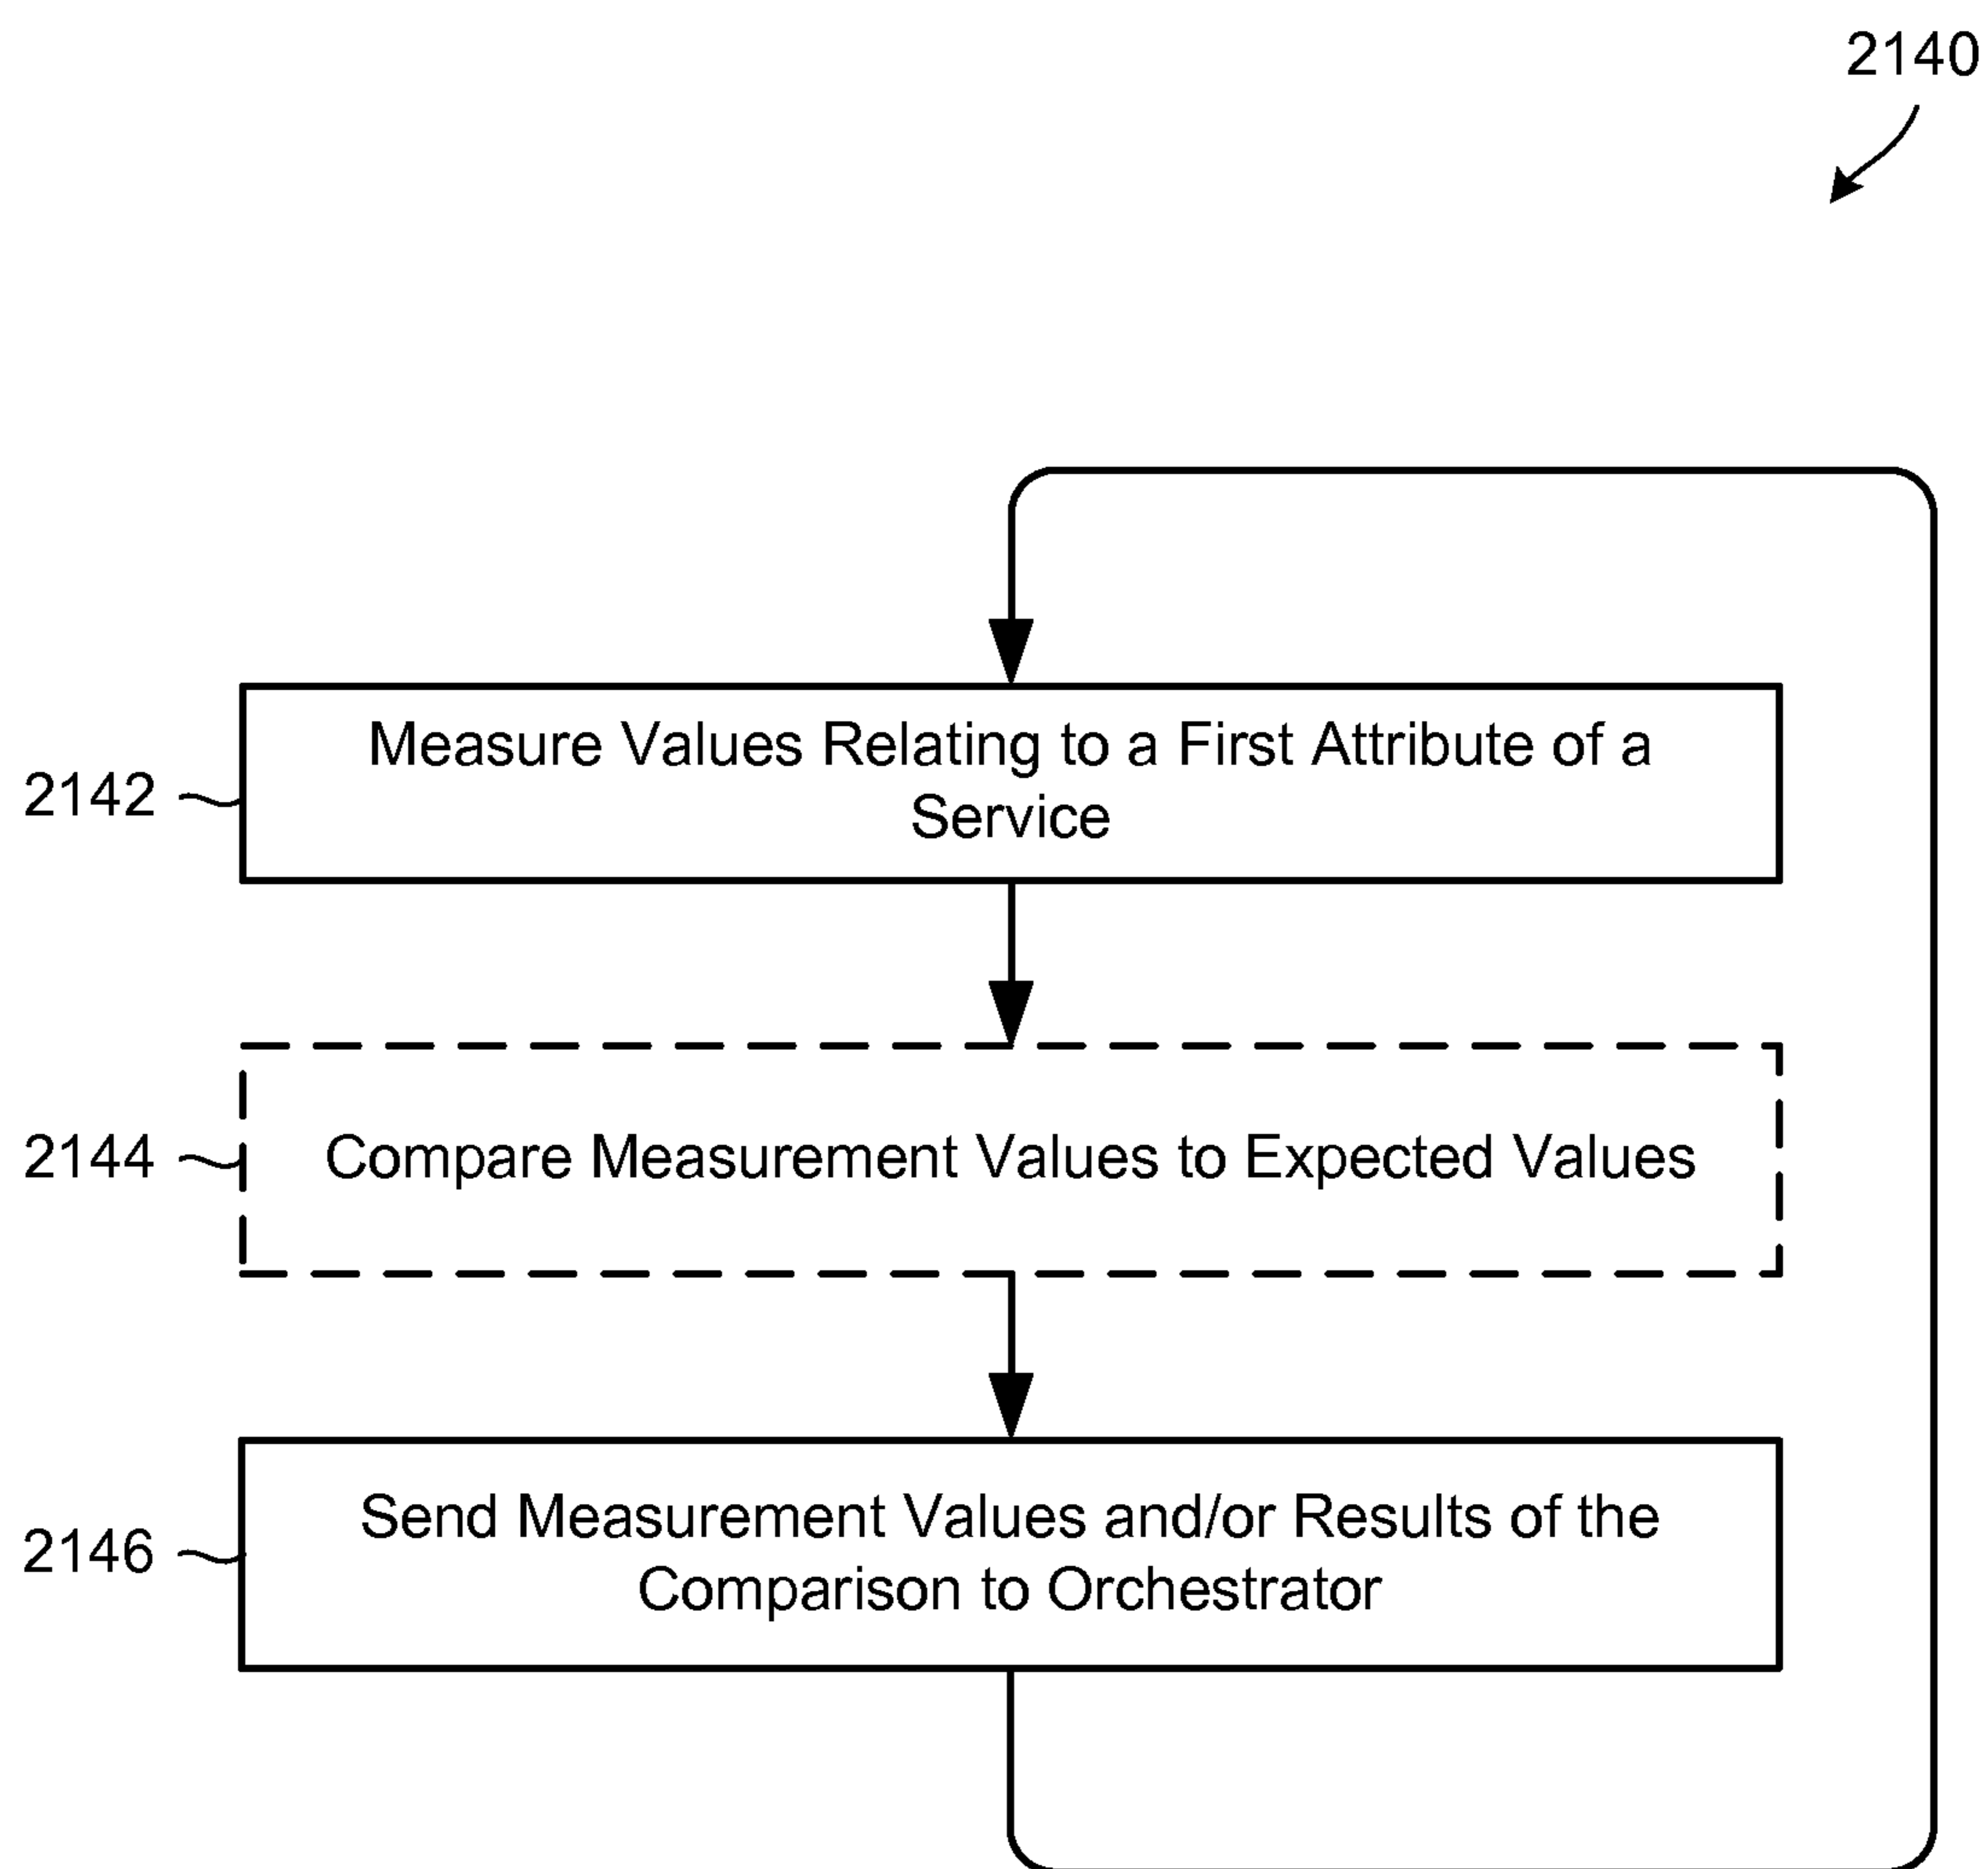 2140
2142
Measure Values Relating to a First Attribute of a
Service
2144
Compare Measurement Values to Expected Values
2146
Send Measurement Values and/or Results of the
Comparison to Orchestrator